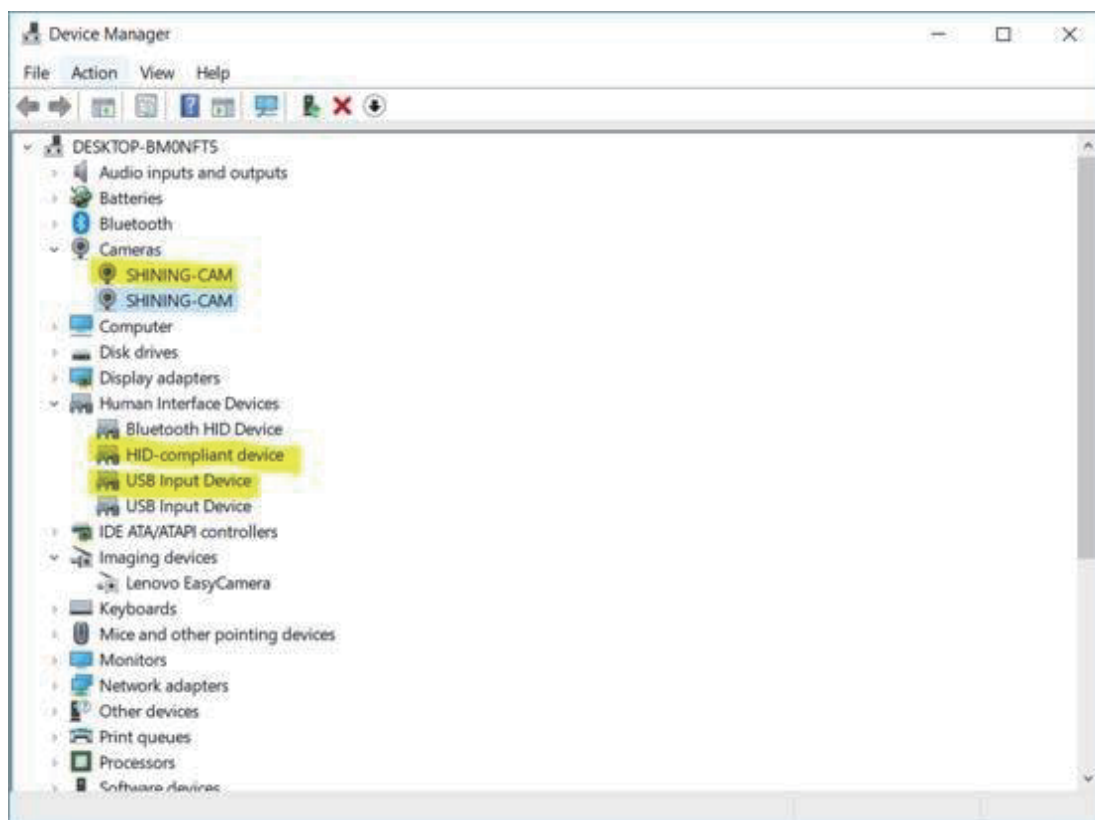 Device Manager
File Action View Help
DESKTOP-BM0NFTS
Audio inputs and outputs
Batteries
Bluetooth
Cameras
SHINING-CAM
SHINING-CAM
Computer
Disk drives
Display adapters
Human Interface Devices
Bluetooth HID Device
HID-compliant device
USB Input Device
USB Input Device
IDE ATA/ATAPI controllers
Imaging devices
Lenovo EasyCamera
Keyboards
Mice and other pointing devices
Monitors
Network adapters
Other devices
Print queues
Processors
Software devices